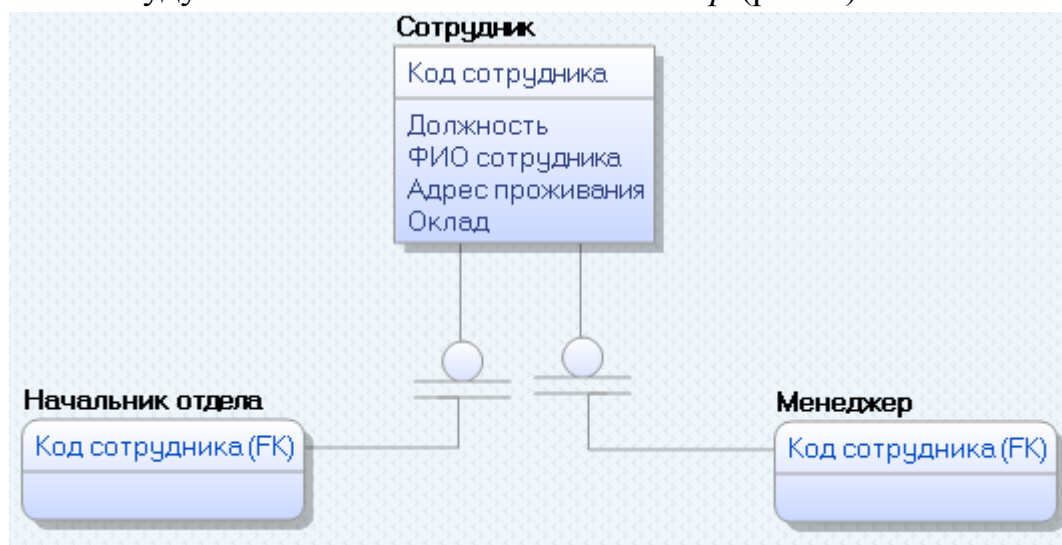 Сотрудник
Код сотрудника
Должность
ФИО сотрудника
Адрес проживания
Оклад
Начальник отдела
Код сотрудника (FK)
Менеджер
Код сотрудника (FK)